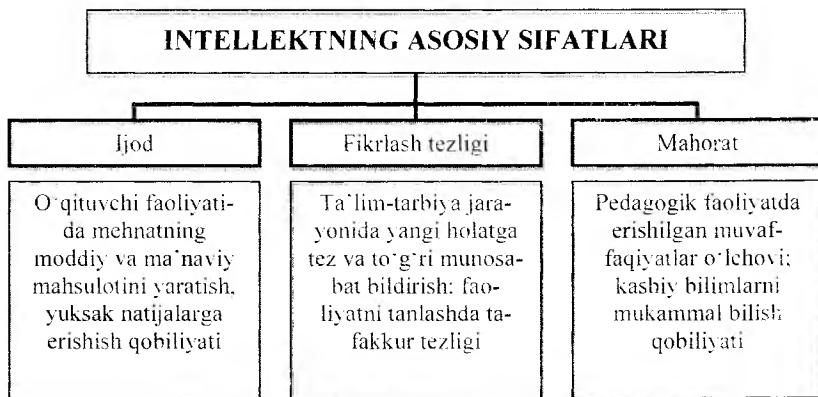 INTELLEKTNING ASOSIY SIFATLARI
Ijod
Fikrlash tezligi
Mahorat
O‘qituvchi faoliyati-
da mehnatning
moddiy va ma’naviy
mahsulotini yaratish,
yuksak natijalarga
erishish qobiliyati
Ta’lim-tarbiya jara-
yonida yangi holatga
tez va to‘g‘ri munosa-
bat bildirish: fao-
liyatni tanlashda ta-
fakkur tezligi
Pedagogik faoliyatda
erishilgan muvaf-
faqiyatlar o‘lchovi;
kasbiy bilimlarni
mukammal bilish
qobiliyati